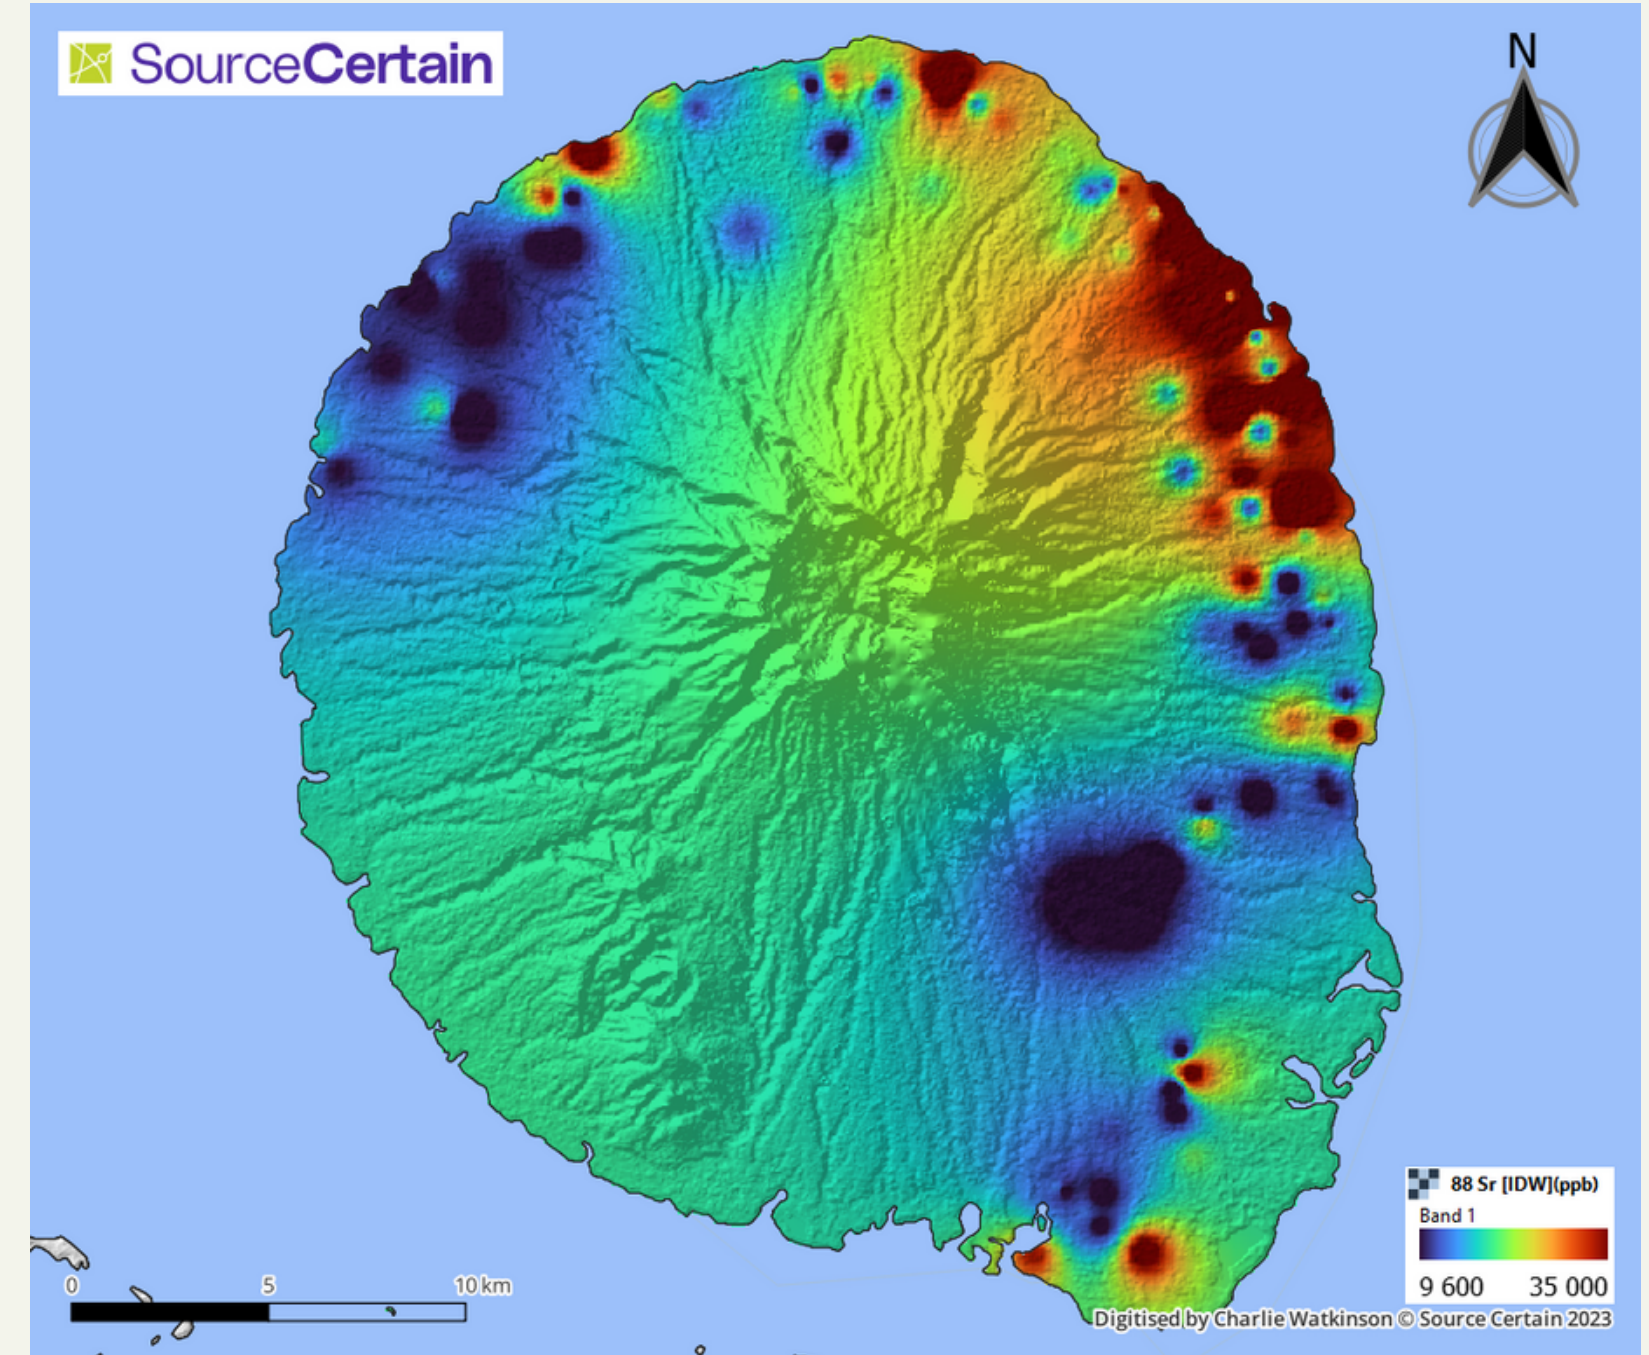 SourceCertain
N
88 Sr [IDW](ppb)
Band 1
9 600 35 000
0 5 10 km
Digitised by Charlie Watkinson © Source Certain 2023